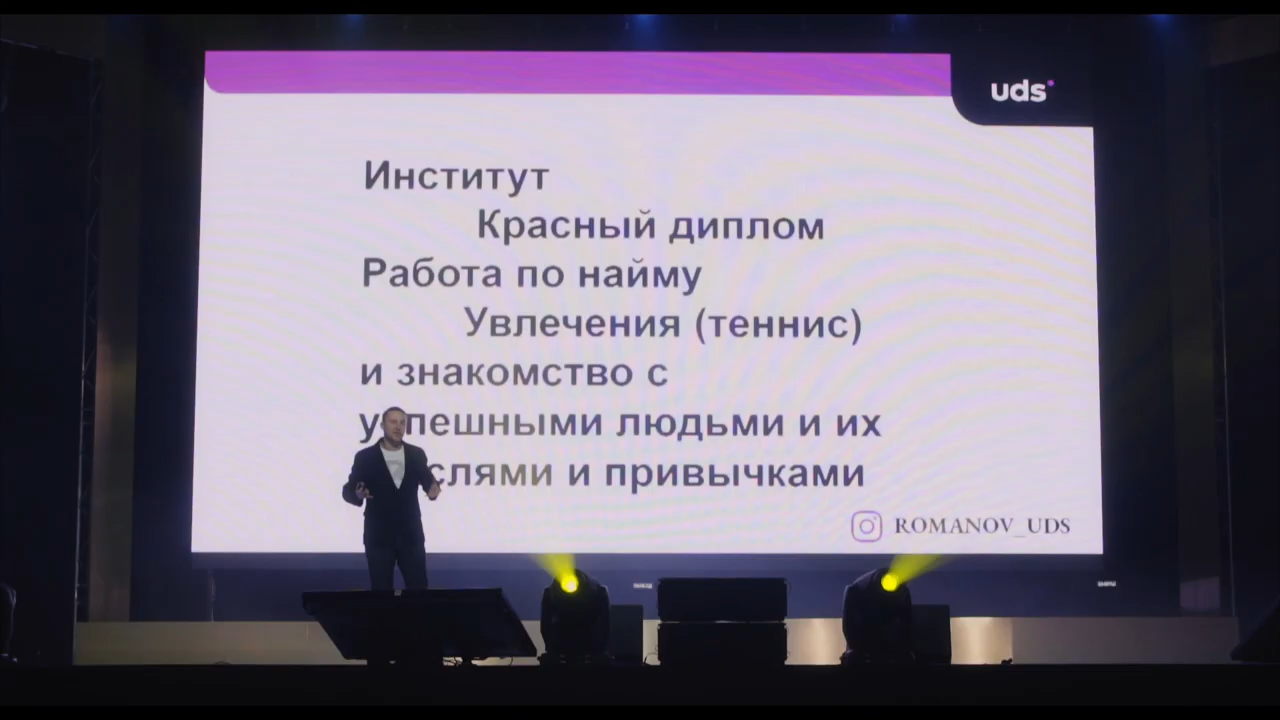 uds
Институт
Красный диплом
Работа по найму
Увлечения (теннис)
и знакомство с
людьми и их
и привычками
ROMANOV_UDS